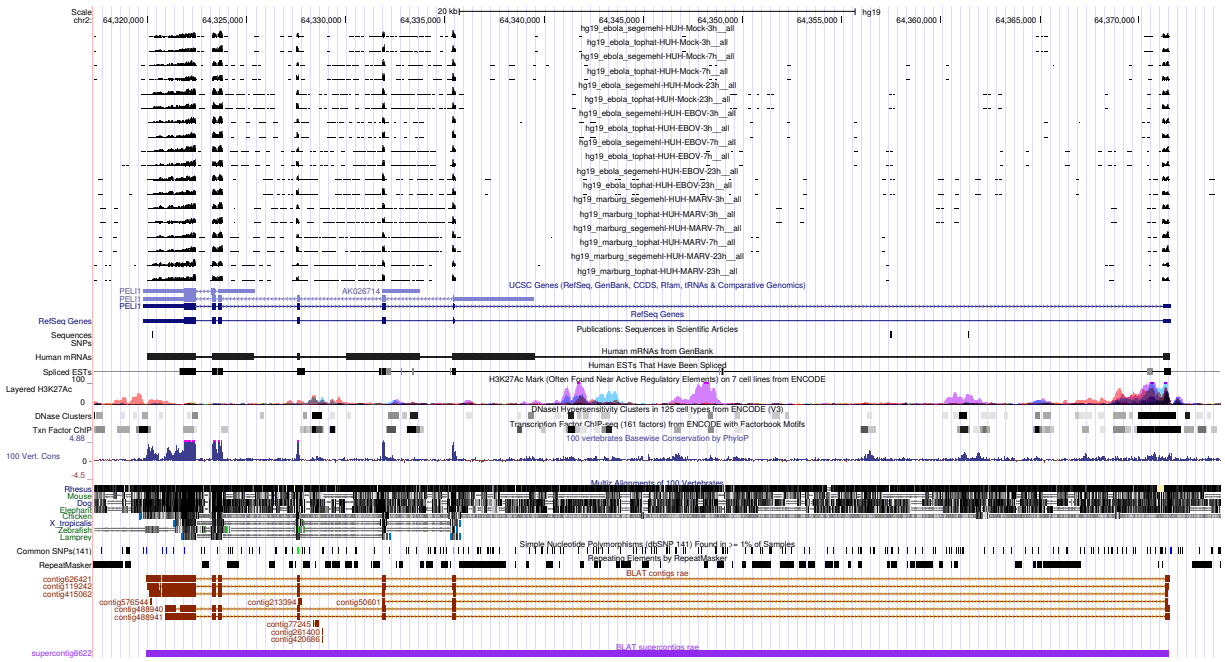 Scale 20 kb hg19
chr2: 64,320,000 64,325,000 64,330,000 64,335,000 64,340,000 64,345,000 64,350,000 64,355,000 64,360,000 64,365,000 64,370,000
hg19_ebola_segemehl-HUH-Mock-3h__all
hg19_ebola_tophat-HUH-Mock-3h__all
hg19_ebola_segemehl-HUH-Mock-7h__all
hg19_ebola_tophat-HUH-Mock-7h__all
hg19_ebola_segemehl-HUH-Mock-23h__all
hg19_ebola_tophat-HUH-Mock-23h__all
hg19_ebola_segemehl-HUH-EBOV-3h__all
hg19_ebola_tophat-HUH-EBOV-3h__all
hg19_ebola_segemehl-HUH-EBOV-7h__all
hg19_ebola_tophat-HUH-EBOV-7h__all
hg19_ebola_segemehl-HUH-EBOV-23h__all
hg19_ebola_tophat-HUH-EBOV-23h__all
hg19_marburg_segemehl-HUH-MARV-3h__all
hg19_marburg_tophat-HUH-MARV-3h__all
hg19_marburg_segemehl-HUH-MARV-7h__all
hg19_marburg_tophat-HUH-MARV-7h__all
hg19_marburg_segemehl-HUH-MARV-23h__all
hg19_marburg_tophat-HUH-MARV-23h__all
UCSC Genes (RefSeq, GenBank, CCDS, Rfam, tRNAs & Comparative Genomics)
PELI1 AK026714
PELI1
PELI1
RefSeq Genes
RefSeq Genes
Publications: Sequences in Scientific Articles
Sequences
SNPs
Human mRNAs from GenBank
Human mRNAs
Human ESTs That Have Been Spliced
Spliced ESTs
H3K27Ac Mark (Often Found Near Active Regulatory Elements) on 7 cell lines from ENCODE
100
Layered H3K27Ac
0
DNaseI Hypersensitivity Clusters in 125 cell types from ENCODE (V3)
DNase Clusters
Transcription Factor ChIP-seq (161 factors) from ENCODE with Factorbook Motifs
Txn Factor ChIP
100 vertebrates Basewise Conservation by PhyloP
4.88
100 Vert. Cons
0
-4.5
Multiz Alignments of 100 Vertebrates
Rhesus
Mouse
Dog
Elephant
Chicken
X_tropicalis
Zebrafish
Lamprey
Simple Nucleotide Polymorphisms (dbSNP 141) Found in >= 1% of Samples
Common SNPs(141)
Repeating Elements by RepeatMasker
RepeatMasker
BLAT contigs rae
contig626421
contig119242
contig415062
contig576544 contig213394 contig50601
contig488940
contig488941
contig77245
contig261400
contig420686
BLAT supercontigs rae
supercontig8622